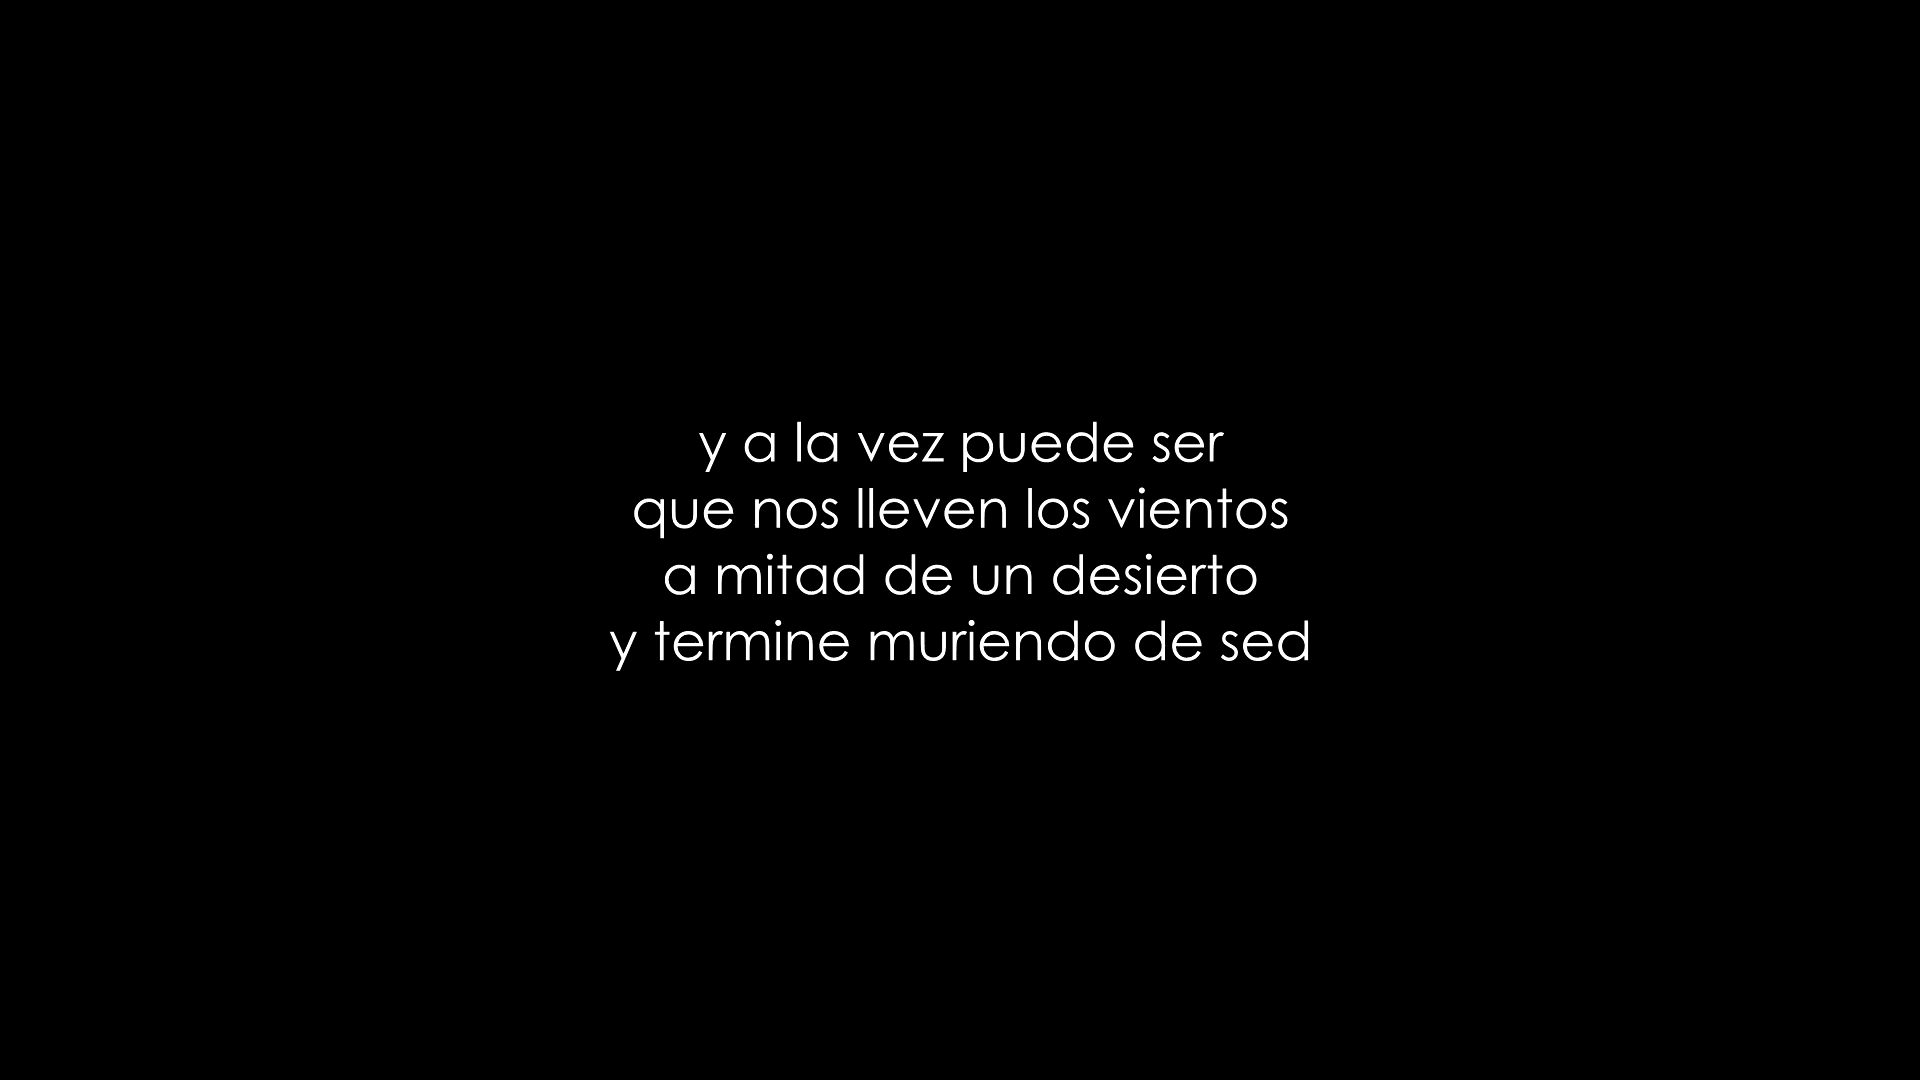 y a la vez puede ser
que nos lleven los vientos
a mitad de un desierto
y termine muriendo de sed